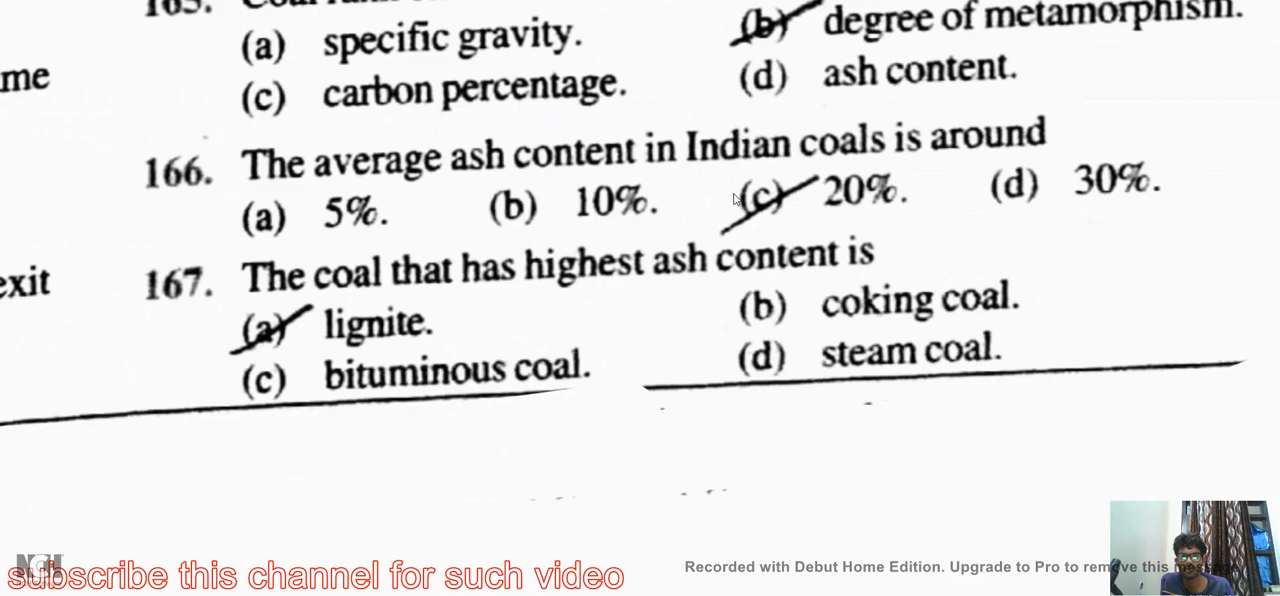 165.
(a) specific gravity. (b) degree of metamorphism.
me
(c) carbon percentage. (d) ash content.
166. The average ash content in Indian coals is around
(a) 5%. (b) 10%. (c) 20%. (d) 30%.
exit
167. The coal that has highest ash content is
(a) lignite. (b) coking coal.
(c) bituminous coal. (d) steam coal.
subscribe this channel for such video
Recorded with Debut Home Edition. Upgrade to Pro to remove this message